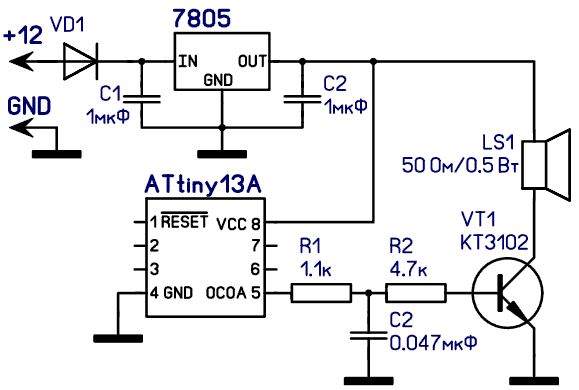 +12
VD1
7805
IN
OUT
GND
C1
1мкФ
C2
1мкФ
GND
LS1
50 Ом/0.5 Вт
ATtiny13A
1 RESET
VCC 8
2
7
3
6
4 GND
OCOA 5
R1
1.1к
R2
4.7к
VT1
КТ3102
C2
0.047мкФ